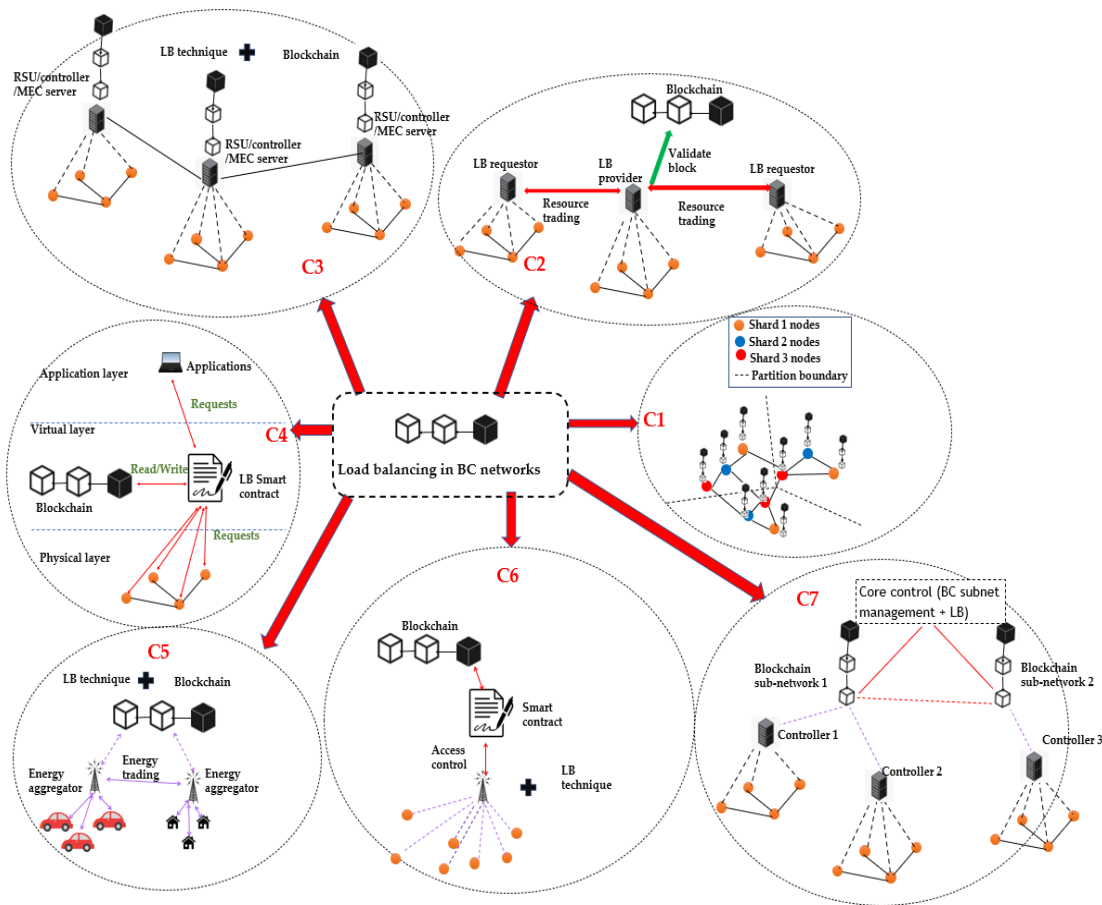 LB technique
Blockchain
RSU/controller
/MEC server
RSU/controller
/MEC server
RSU/controller
/MEC server
C3
Blockchain
Validate
block
LB requestor
LB
provider
LB requestor
Resource
trading
Resource
trading
C2
Shard 1 nodes
Shard 2 nodes
Shard 3 nodes
Partition boundary
C1
Application layer
Applications
Requests
Virtual layer
C4
Read/Write
LB Smart
contract
Blockchain
Requests
Physical layer
Load balancing in BC networks
C5
LB technique
Blockchain
Energy
trading
Energy
aggregator
Energy
aggregator
C6
Blockchain
Smart
contract
Access
control
LB
technique
C7
Core control (BC subnet
management + LB)
Blockchain
sub-network 1
Blockchain
sub-network 2
Controller 1
Controller 2
Controller 3